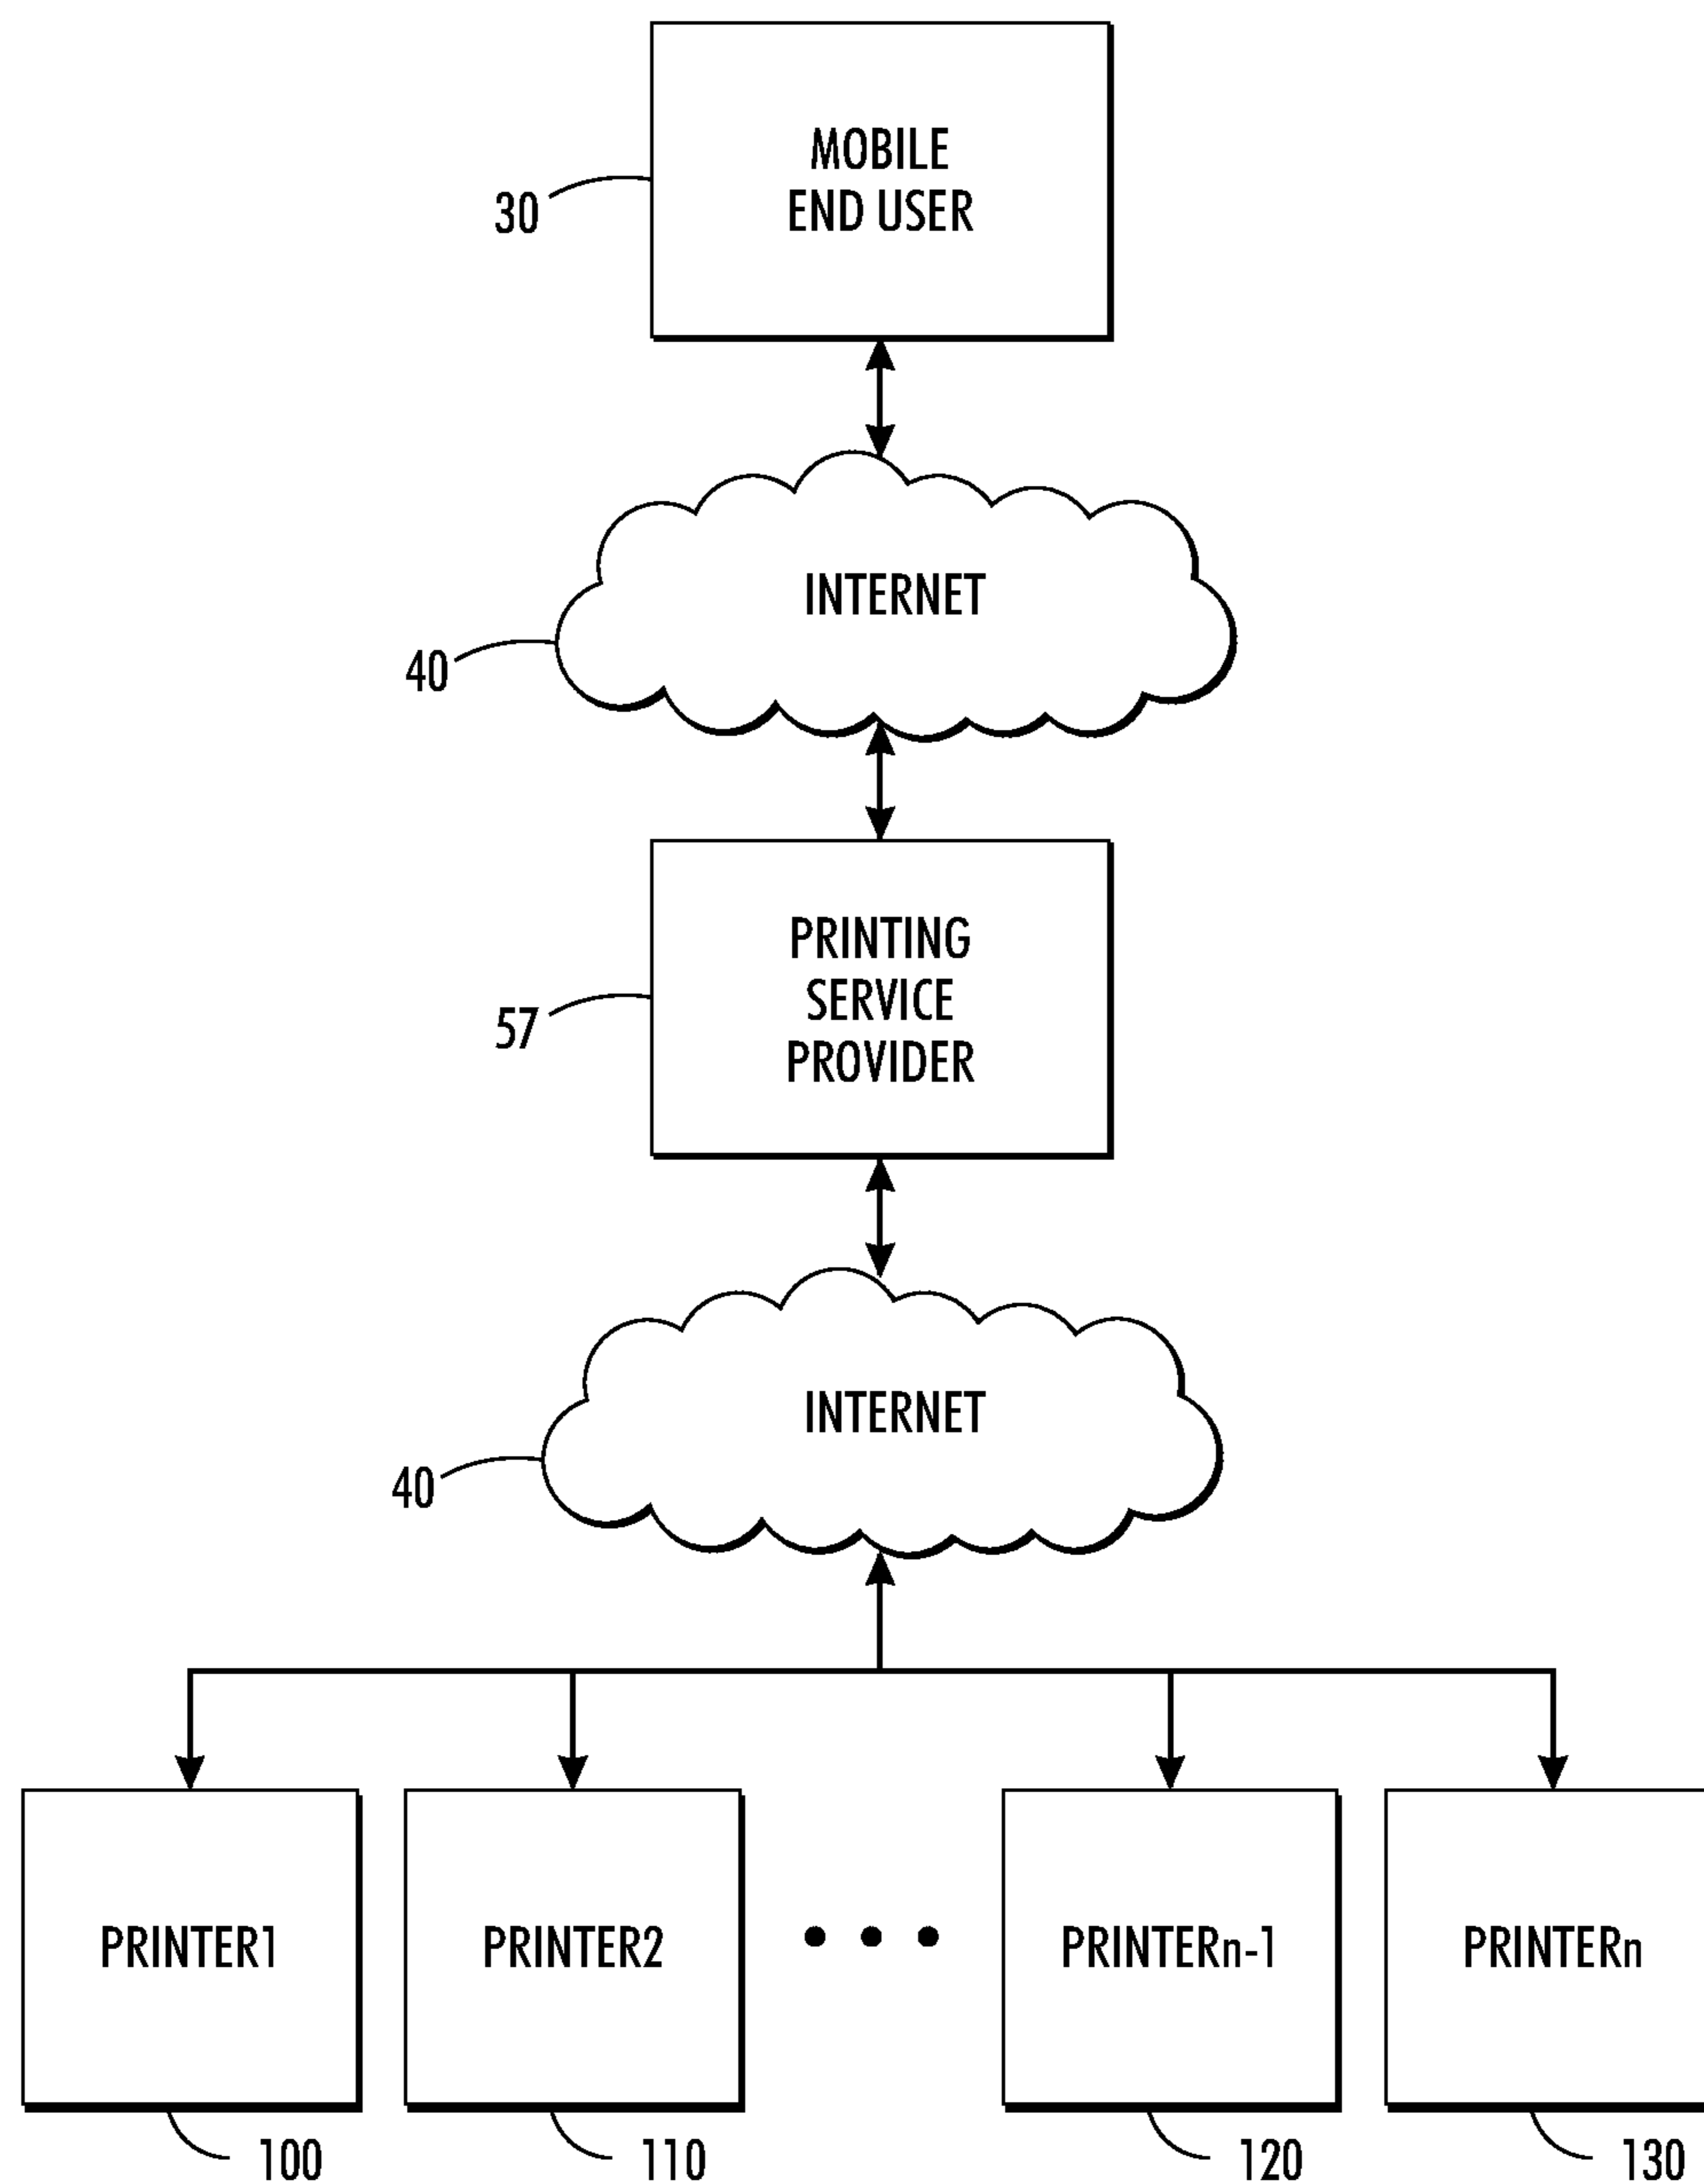 MOBILE
END USER
30
INTERNET
40
PRINTING
SERVICE
PROVIDER
57
INTERNET
40
PRINTER1
PRINTER2
PRINTERn-1
PRINTERn
100
110
120
130